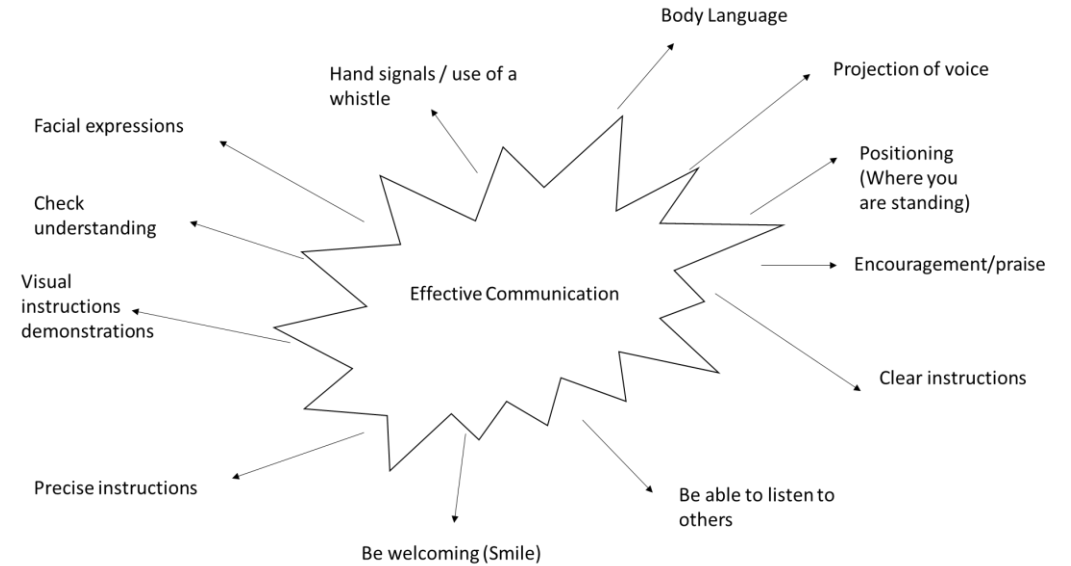 Body Language
Hand signals / use of a
whistle
Projection of voice
Facial expressions
Positioning
(Where you
are standing)
Check
understanding
Encouragement/praise
Visual
instructions
demonstrations
Effective Communication
Clear instructions
Precise instructions
Be able to listen to
others
Be welcoming (Smile)